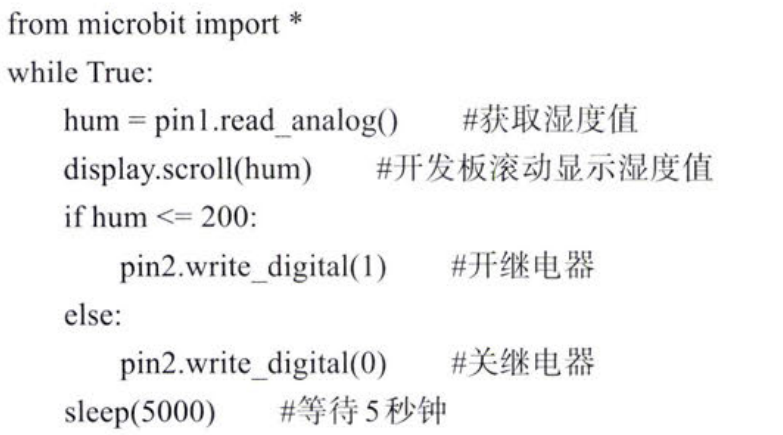 from microbit import *
while True:
    hum = pin1.read_analog()    #获取湿度值
    display.scroll(hum)    #开发板滚动显示湿度值
    if hum <= 200:
        pin2.write_digital(1)    #开继电器
    else:
        pin2.write_digital(0)    #关继电器
    sleep(5000)    #等待5秒钟